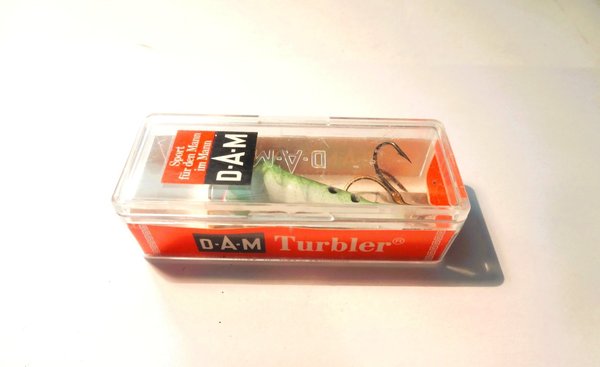 Sport
für den Mann
im Mann
D·A·M
D·A·M
D·A·M Turbler®